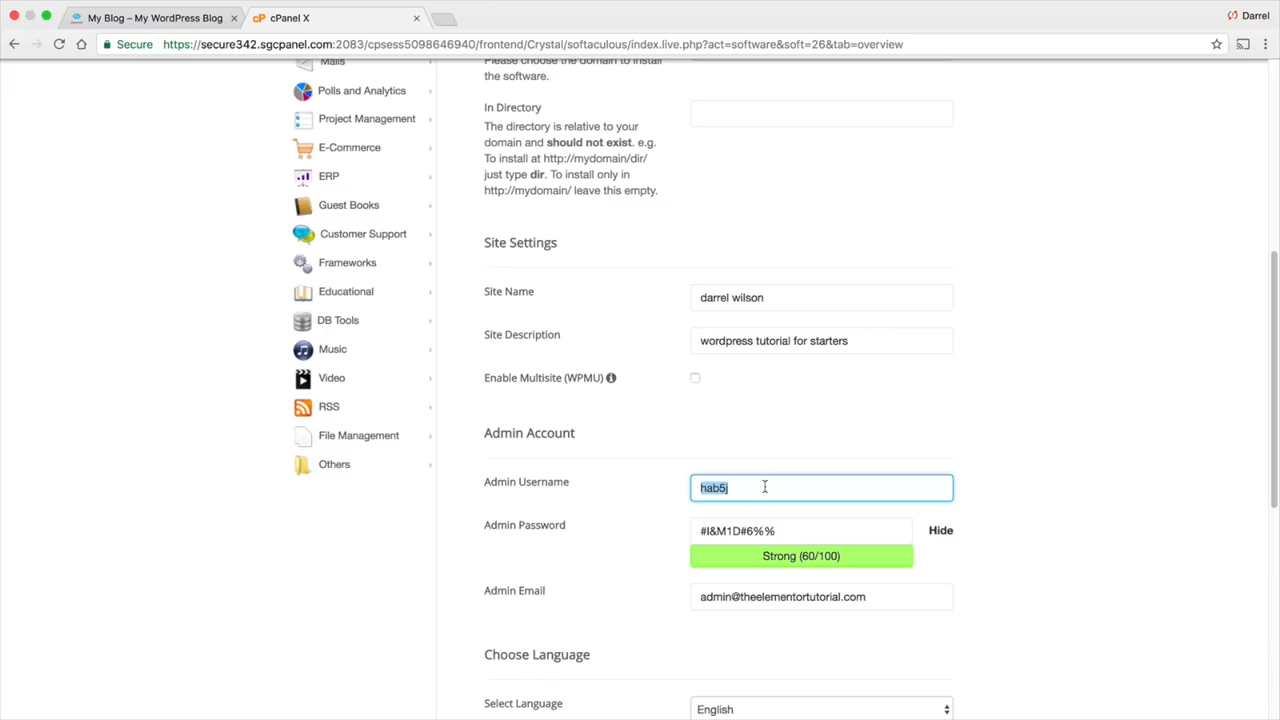 My Blog – My WordPress Blog
cPanel X
Darrel
Secure https://secure342.sgcpanel.com:2083/cpsess5098646940/frontend/Crystal/softaculous/index.live.php?act=software&soft=26&tab=overview
Mails
Polls and Analytics
Project Management
E-Commerce
ERP
Guest Books
Customer Support
Frameworks
Educational
DB Tools
Music
Video
RSS
File Management
Others
Please choose the domain to install
the software.
In Directory
The directory is relative to your
domain and should not exist. e.g.
To install at http://mydomain/dir/
just type dir. To install only in
http://mydomain/ leave this empty.
Site Settings
Site Name
darrel wilson
Site Description
wordpress tutorial for starters
Enable Multisite (WPMU)
Admin Account
Admin Username
hab5j
Admin Password
#I&M1D#6%%
Hide
Strong (60/100)
Admin Email
admin@theelementortutorial.com
Choose Language
Select Language
English